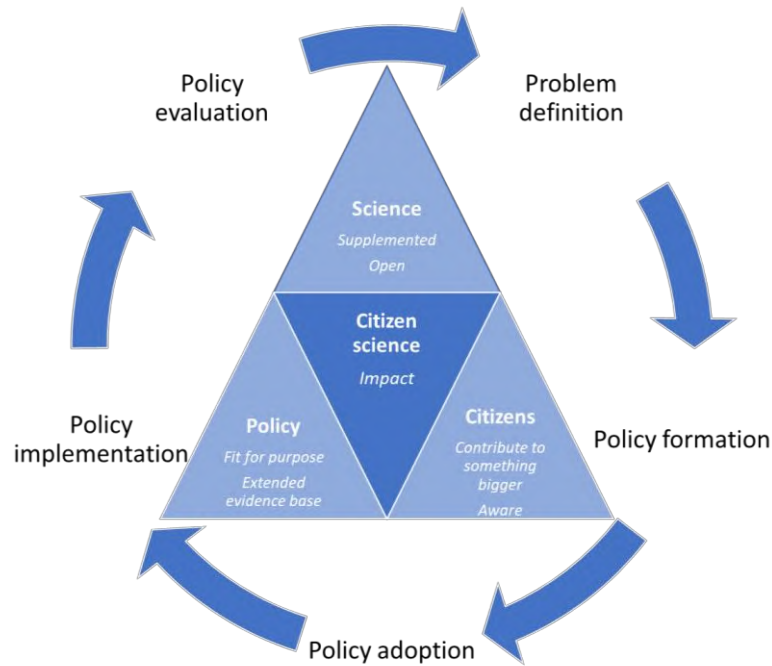 Policy
evaluation
Problem
definition
Science
Supplemented
Open
Citizen
science
Impact
Policy
implementation
Policy
Fit for purpose
Extended
evidence base
Citizens
Contribute to
something
bigger
Aware
Policy formation
Policy adoption